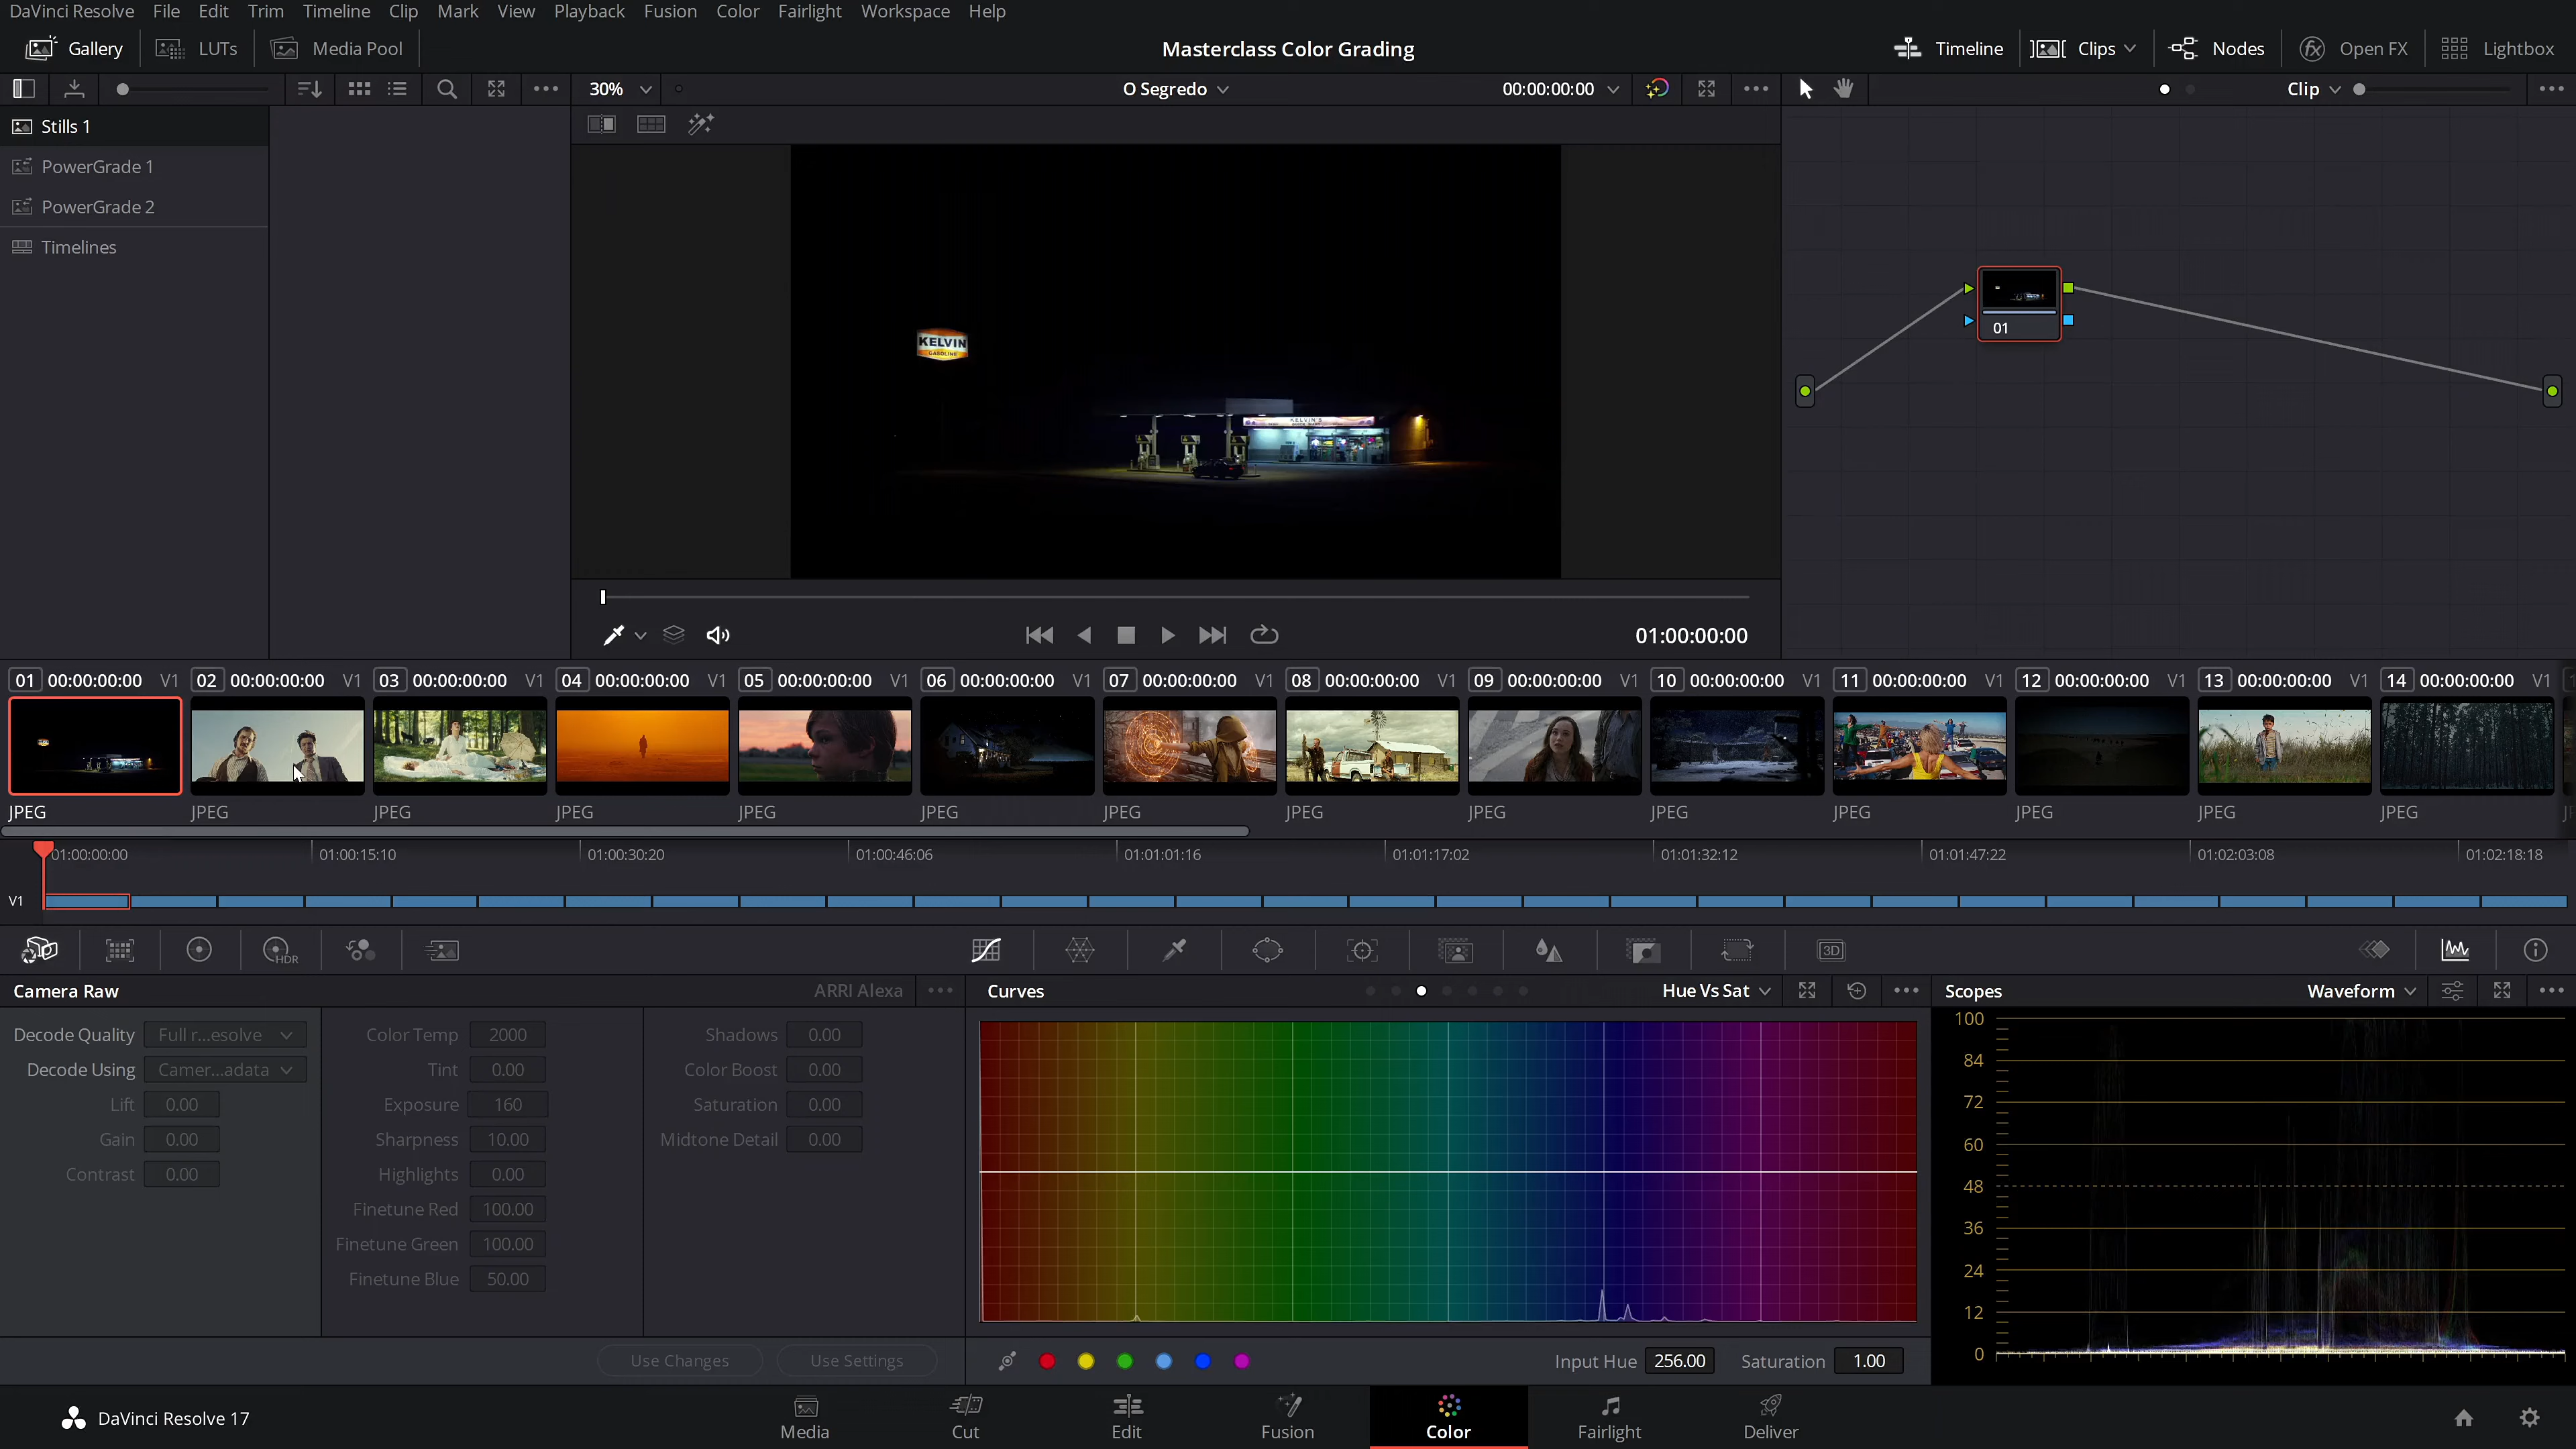 DaVinci Resolve File Edit Trim Timeline Clip Mark View Playback Fusion Color Fairlight Workspace Help
Gallery LUTs Media Pool Masterclass Color Grading Timeline Clips Nodes Open FX Lightbox
30% O Segredo 00:00:00:00 Clip
Stills 1
PowerGrade 1
PowerGrade 2
Timelines
KELVIN
GASOLINE
KELVIN'S
01
01:00:00:00
01 00:00:00:00 V1 02 00:00:00:00 V1 03 00:00:00:00 V1 04 00:00:00:00 V1 05 00:00:00:00 V1 06 00:00:00:00 V1 07 00:00:00:00 V1 08 00:00:00:00 V1 09 00:00:00:00 V1 10 00:00:00:00 V1 11 00:00:00:00 V1 12 00:00:00:00 V1 13 00:00:00:00 V1 14 00:00:00:00 V1
JPEG JPEG JPEG JPEG JPEG JPEG JPEG JPEG JPEG JPEG JPEG JPEG JPEG JPEG
01:00:00:00 01:00:15:10 01:00:30:20 01:00:46:06 01:01:01:16 01:01:17:02 01:01:32:12 01:01:47:22 01:02:03:08 01:02:18:18
V1
HDR 3D
Camera Raw ARRI Alexa
Decode Quality Full r...esolve
Decode Using Camer...adata
Lift 0.00
Gain 0.00
Contrast 0.00
Color Temp 2000
Tint 0.00
Exposure 160
Sharpness 10.00
Highlights 0.00
Finetune Red 100.00
Finetune Green 100.00
Finetune Blue 50.00
Shadows 0.00
Color Boost 0.00
Saturation 0.00
Midtone Detail 0.00
Use Changes Use Settings
Curves Hue Vs Sat
Input Hue 256.00 Saturation 1.00
Scopes Waveform
100
84
72
60
48
36
24
12
0
DaVinci Resolve 17 Media Cut Edit Fusion Color Fairlight Deliver